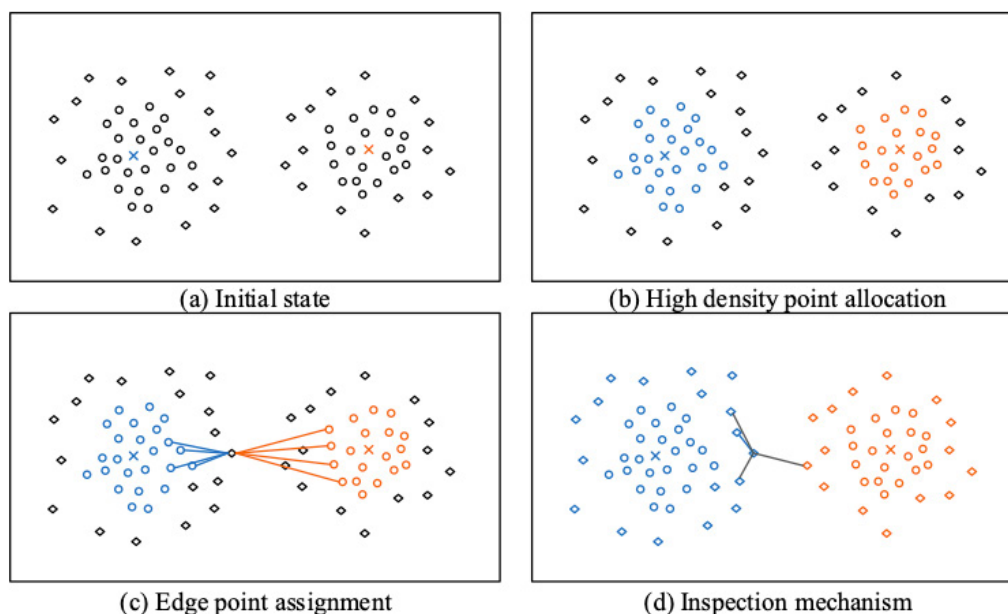 (a) Initial state
(b) High density point allocation
(c) Edge point assignment
(d) Inspection mechanism